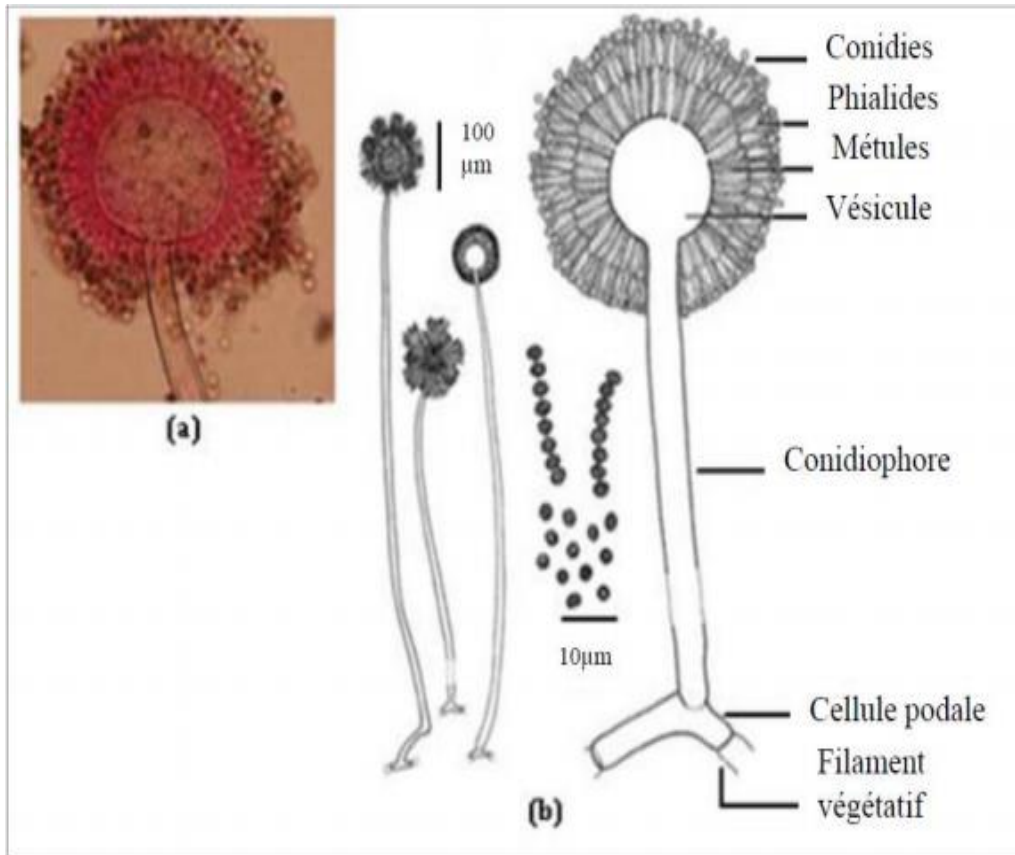 Conidies
100
µm
Phialides
Métules
Vésicule
(a)
Conidiophore
10µm
Cellule podale
Filament
végétatif
(b)